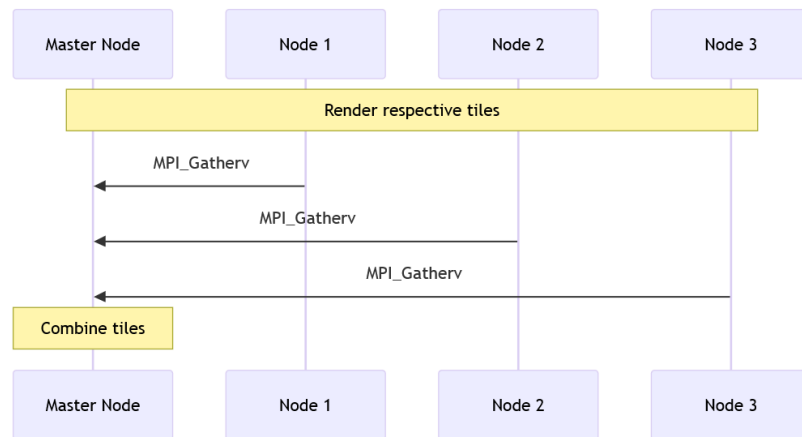 Master Node
Node 1
Node 2
Node 3
Render respective tiles
MPI_Gatherv
MPI_Gatherv
MPI_Gatherv
Combine tiles
Master Node
Node 1
Node 2
Node 3